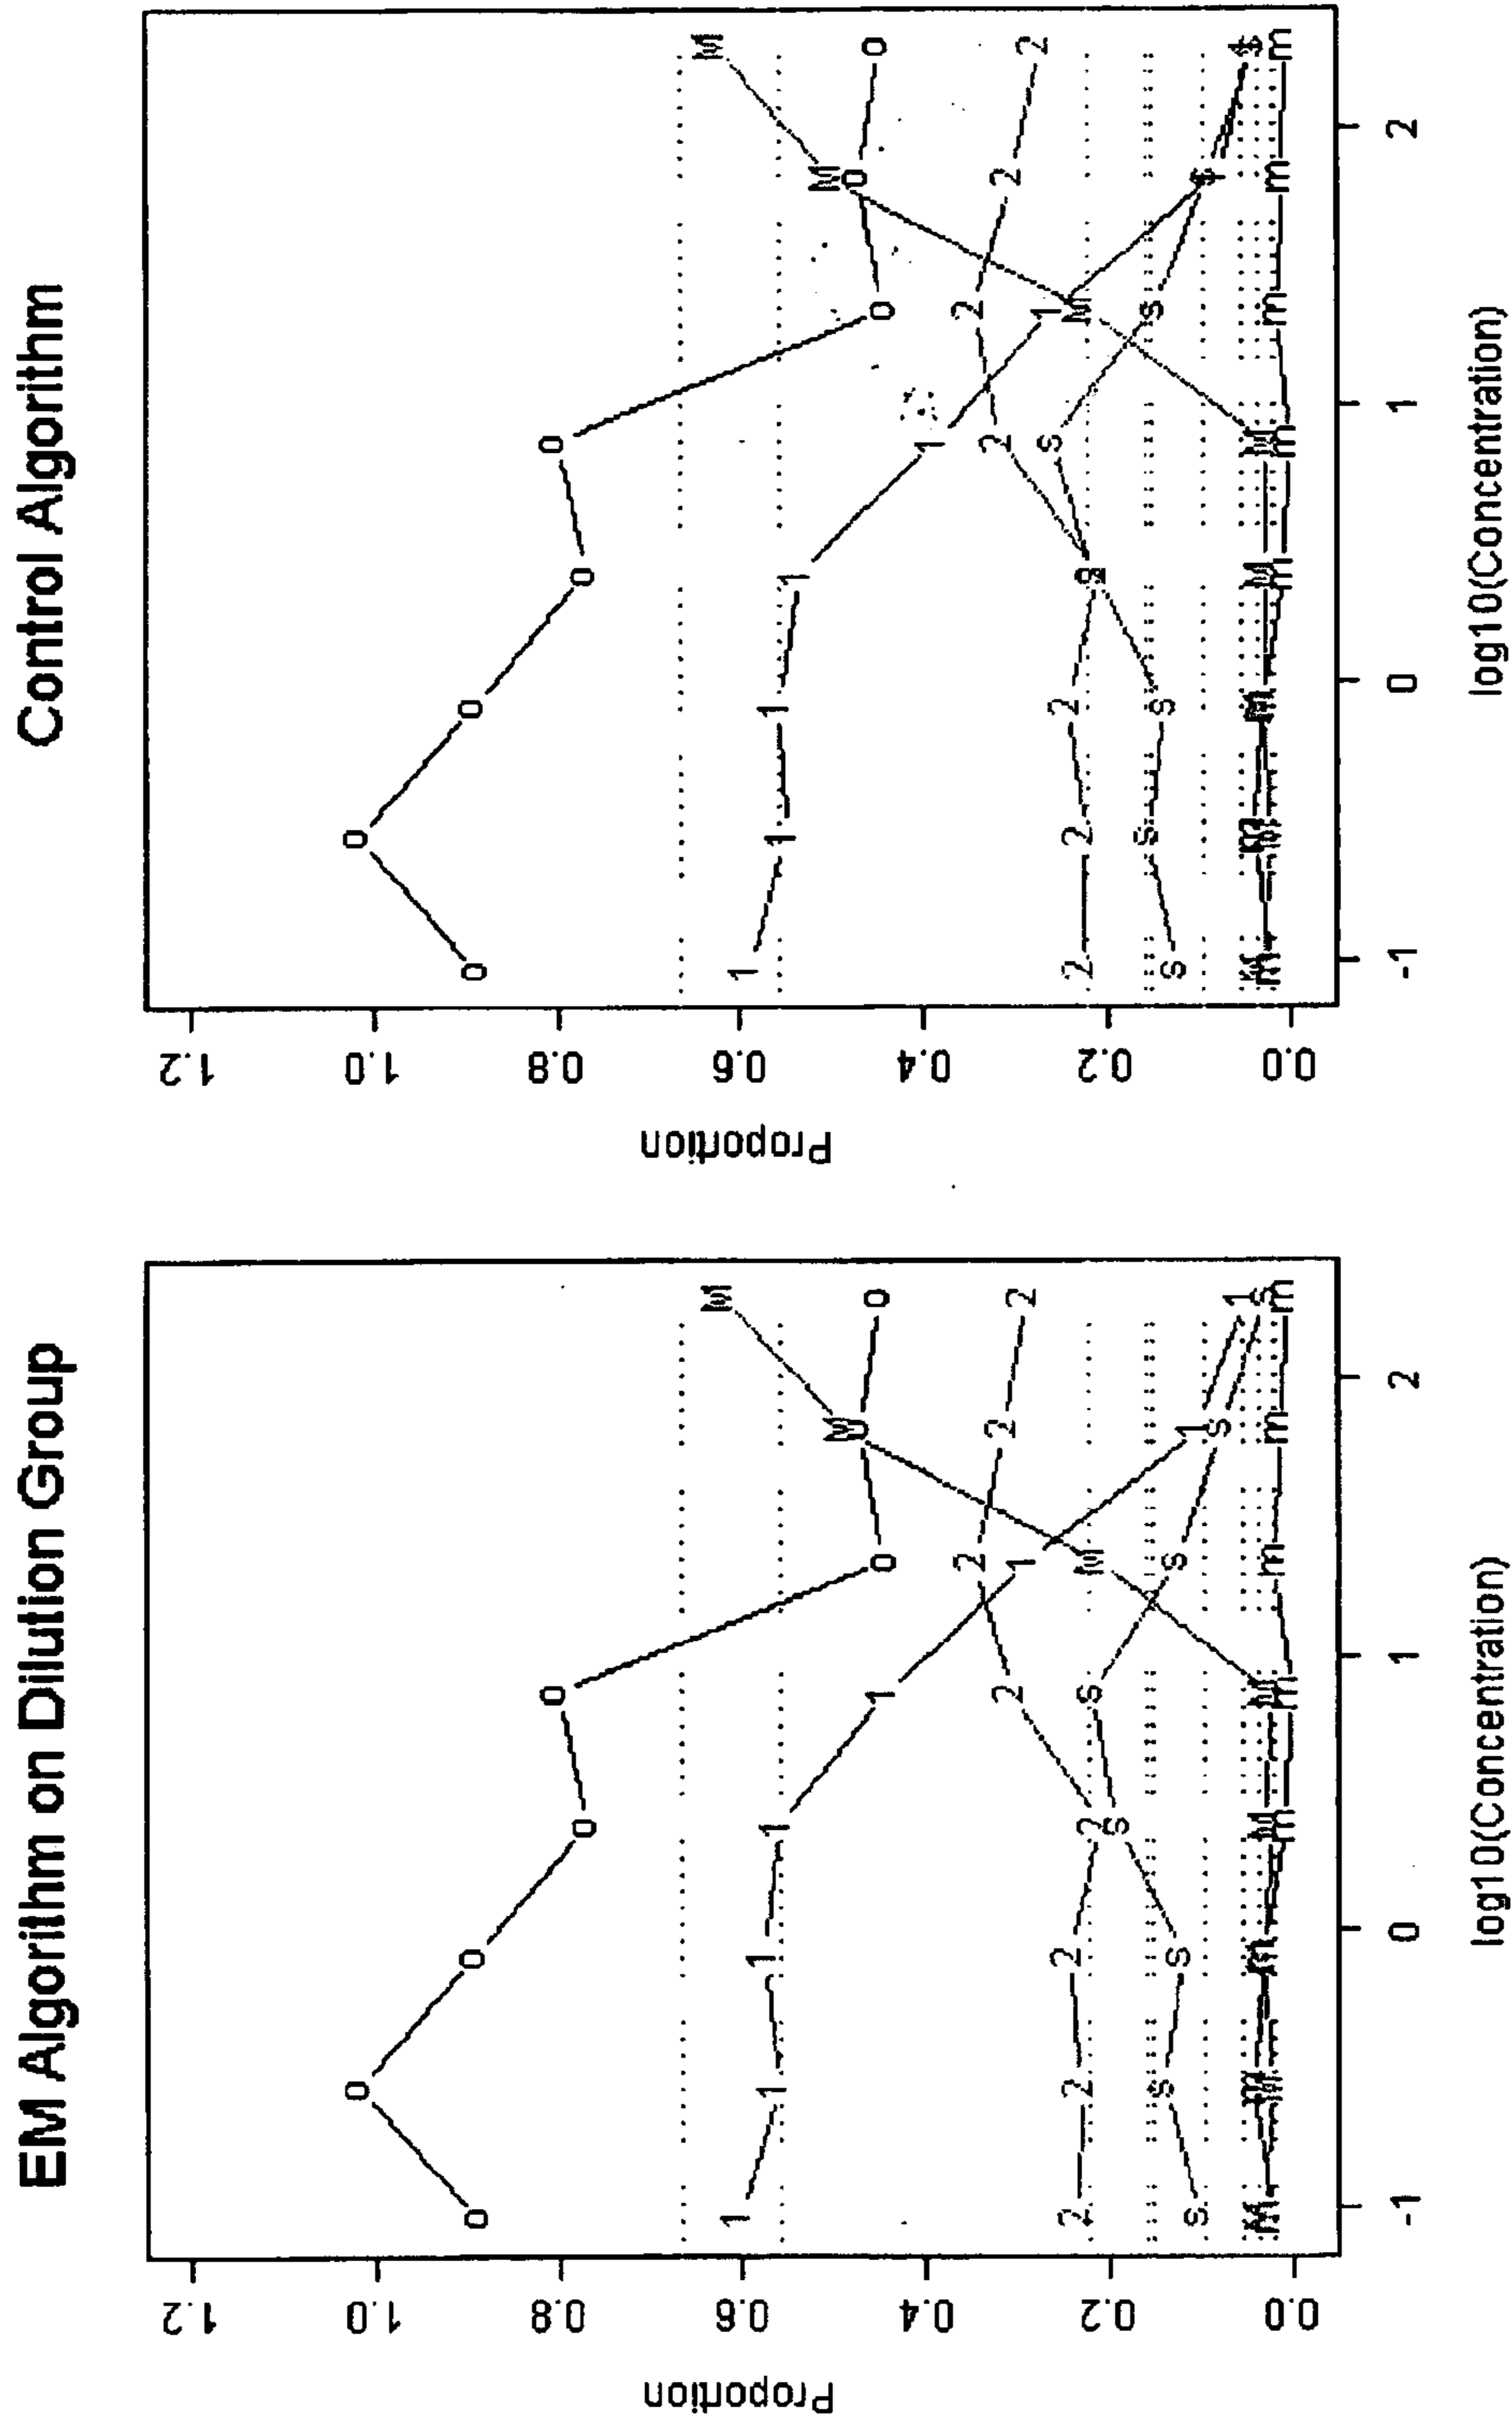 EM Algorithm on Dilution Group
Proportion
0.0 0.2 0.4 0.6 0.8 1.0 1.2
-1 0 1 2
log10(Concentration)
Control Algorithm
Proportion
0.0 0.2 0.4 0.6 0.8 1.0 1.2
-1 0 1 2
log10(Concentration)